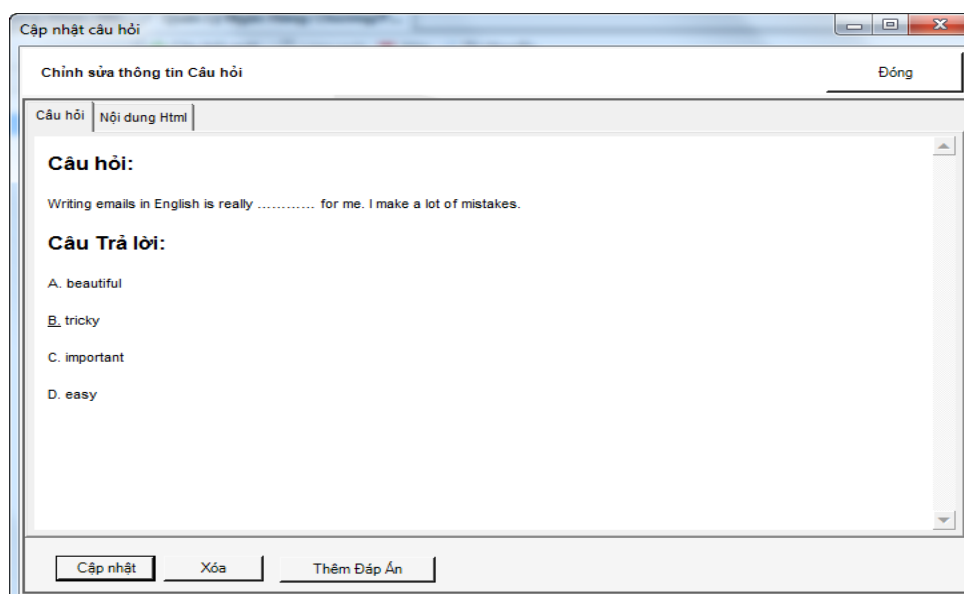 Cập nhật câu hỏi
Chỉnh sửa thông tin Câu hỏi
Đóng
Câu hỏi
Nội dung Html
Câu hỏi:
Writing emails in English is really ………… for me. I make a lot of mistakes.
Câu Trả lời:
A. beautiful
B. tricky
C. important
D. easy
Cập nhật
Xóa
Thêm Đáp Án